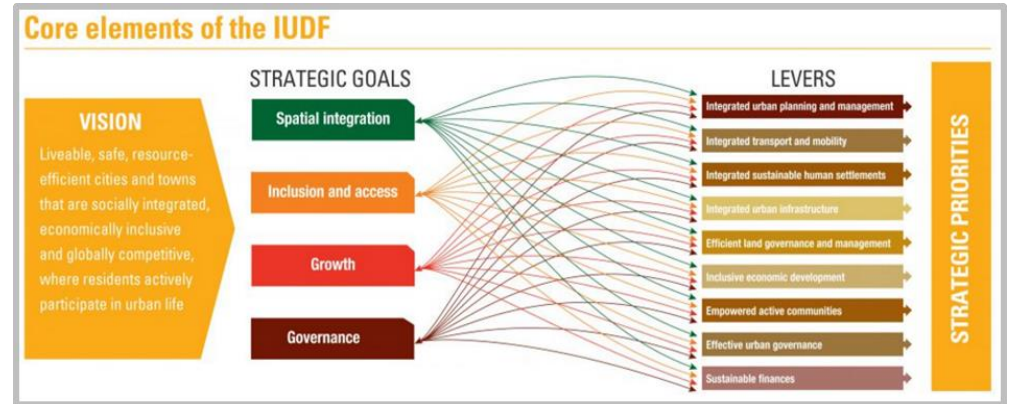 Core elements of the IUDF
VISION
Liveable, safe, resource-
efficient cities and towns
that are socially integrated,
economically inclusive
and globally competitive,
where residents actively
participate in urban life
STRATEGIC GOALS
Spatial integration
Inclusion and access
Growth
Governance
LEVERS
Integrated urban planning and management
Integrated transport and mobility
Integrated sustainable human settlements
Integrated urban infrastructure
Efficient land governance and management
Inclusive economic development
Empowered active communities
Effective urban governance
Sustainable finances
STRATEGIC PRIORITIES